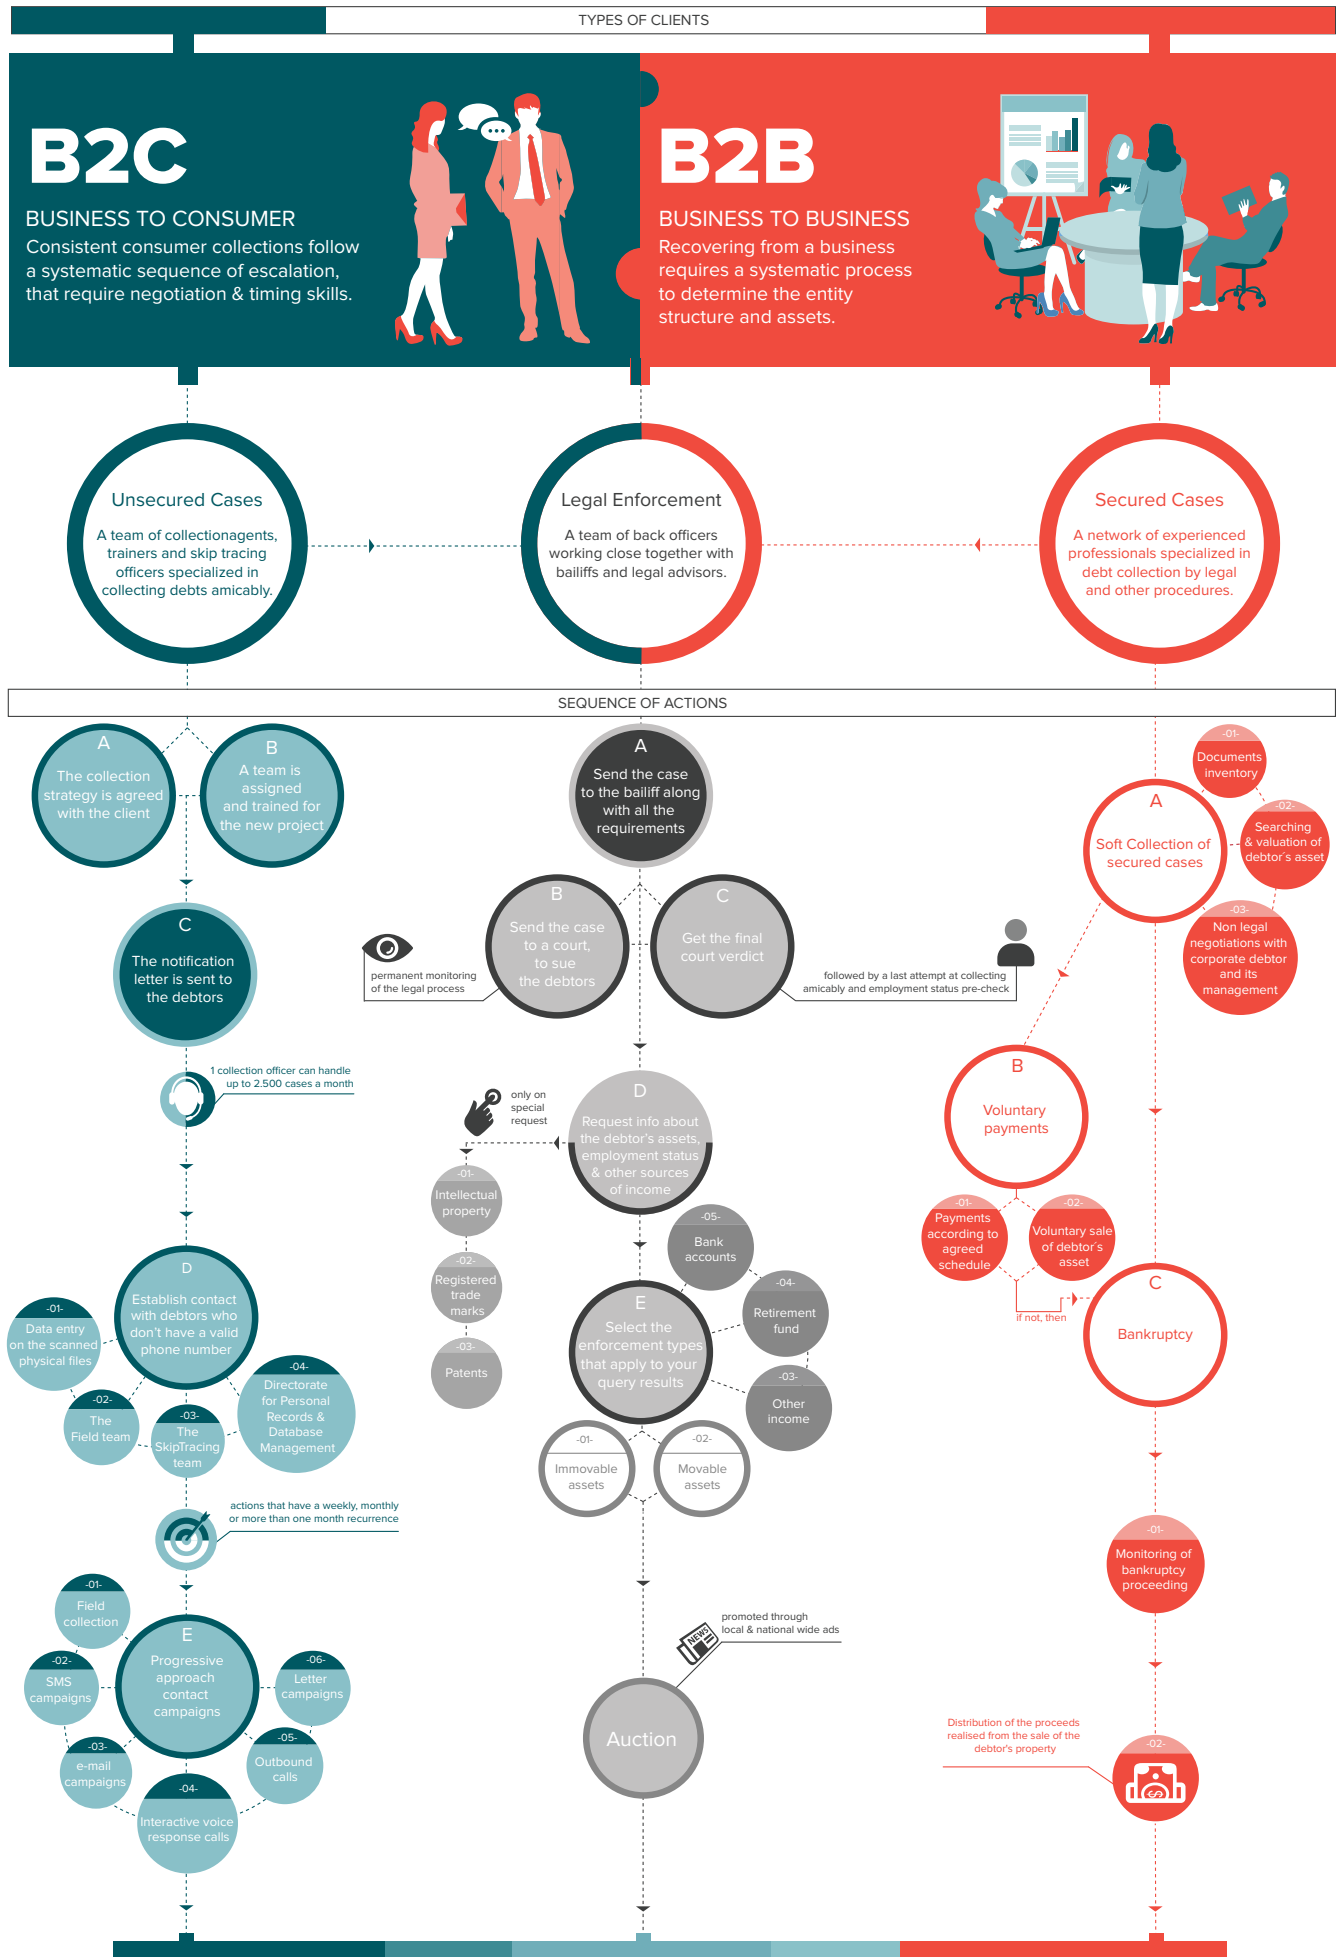 TYPES OF CLIENTS
B2C
BUSINESS TO CONSUMER
Consistent consumer collections follow
a systematic sequence of escalation,
that require negotiation & timing skills.
B2B
BUSINESS TO BUSINESS
Recovering from a business
requires a systematic process
to determine the entity
structure and assets.
Unsecured Cases
A team of collectionagents,
trainers and skip tracing
officers specialized in
collecting debts amicably.
Legal Enforcement
A team of back officers
working close together with
bailiffs and legal advisors.
Secured Cases
A network of experienced
professionals specialized in
debt collection by legal
and other procedures.
SEQUENCE OF ACTIONS
A
The collection
strategy is agreed
with the client
B
A team is
assigned
and trained for
the new project
C
The notification
letter is sent to
the debtors
1 collection officer can handle
up to 2.500 cases a month
D
Establish contact
with debtors who
don't have a valid
phone number
-01-
Data entry
on the scanned
physical files
-02-
The
Field team
-03-
The
SkipTracing
team
-04-
Directorate
for Personal
Records &
Database
Management
actions that have a weekly, monthly
or more than one month recurrence
E
Progressive
approach
contact
campaigns
-01-
Field
collection
-02-
SMS
campaigns
-03-
e-mail
campaigns
-04-
Interactive voice
response calls
-05-
Outbound
calls
-06-
Letter
campaigns
A
Send the case
to the bailiff along
with all the
requirements
B
Send the case
to a court,
to sue
the debtors
permanent monitoring
of the legal process
C
Get the final
court verdict
followed by a last attempt at collecting
amicably and employment status pre-check
D
Request info about
the debtor's assets,
employment status
& other sources
of income
only on
special
request
-01-
Intellectual
property
-02-
Registered
trade
marks
-03-
Patents
E
Select the
enforcement types
that apply to your
query results
-05-
Bank
accounts
-04-
Retirement
fund
-03-
Other
income
-01-
Immovable
assets
-02-
Movable
assets
NEWS
promoted through
local & national wide ads
Auction
A
Soft Collection of
secured cases
-01-
Documents
inventory
-02-
Searching
& valuation of
debtor´s asset
-03-
Non legal
negotiations with
corporate debtor
and its
management
B
Voluntary
payments
-01-
Payments
according to
agreed
schedule
-02-
Voluntary sale
of debtor´s
asset
if not, then
C
Bankruptcy
-01-
Monitoring of
bankruptcy
proceeding
Distribution of the proceeds
realised from the sale of the
debtor's property
-02-
$